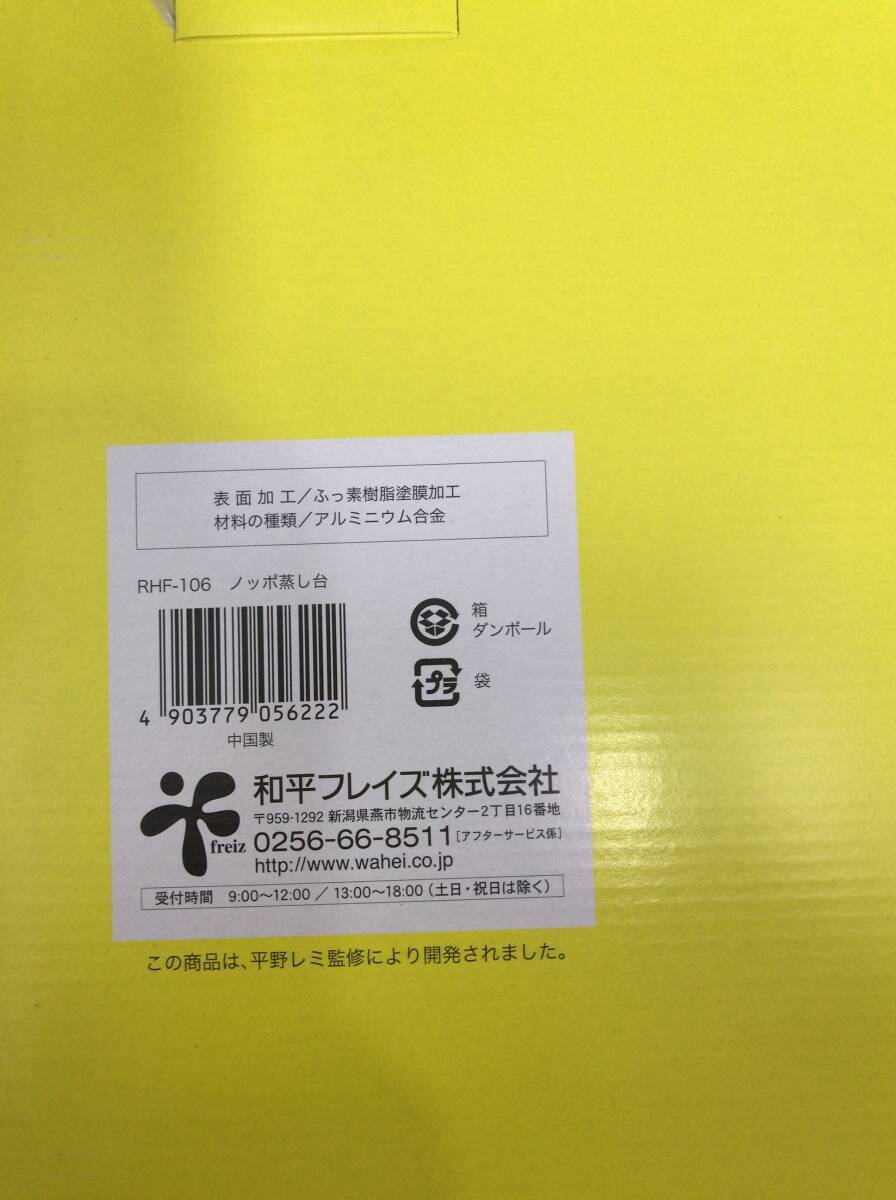 表面加工／ふっ素樹脂塗膜加工
材料の種類／アルミニウム合金
RHF-106　ノッポ蒸し台
4 903779 056222
中国製
箱
ダンボール
プラ
袋
freiz
和平フレイズ株式会社
〒959-1292 新潟県燕市物流センター2丁目16番地
0256-66-8511［アフターサービス係］
http://www.wahei.co.jp
受付時間　9:00〜12:00 ／ 13:00〜18:00（土日・祝日は除く）
この商品は、平野レミ監修により開発されました。